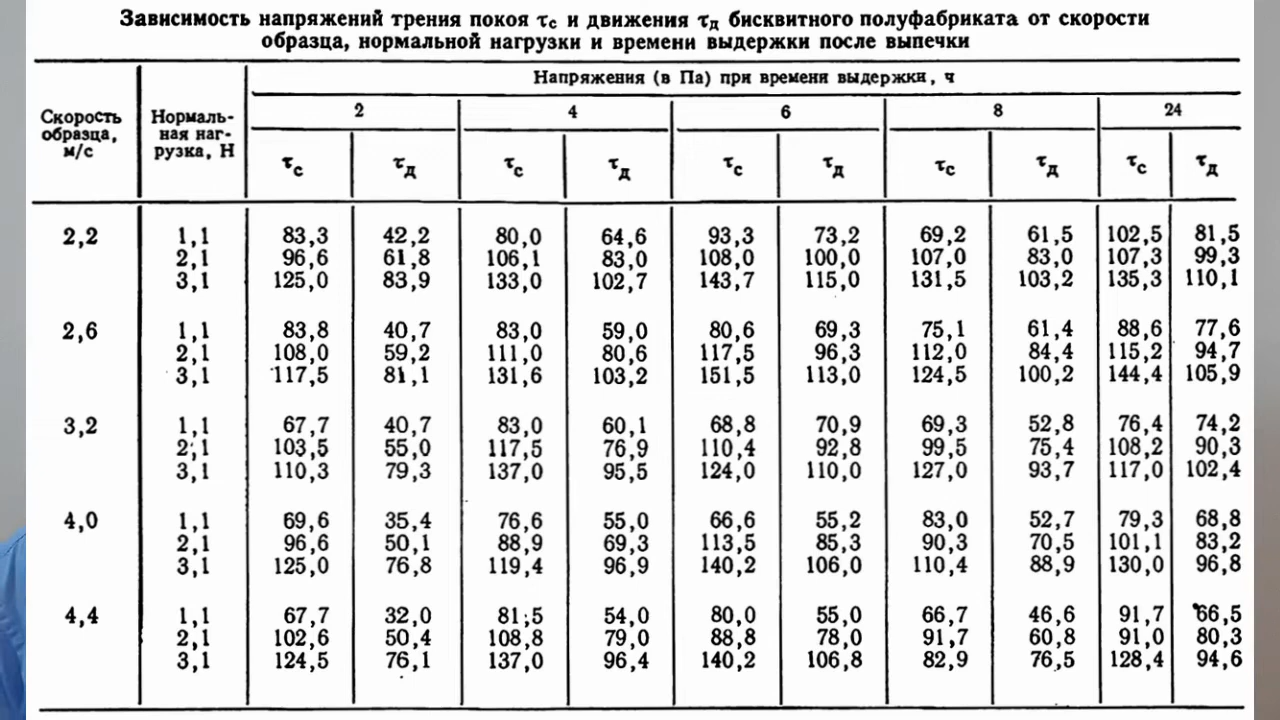 Зависимость напряжений трения покоя τс и движения τд бисквитного полуфабриката от скорости
образца, нормальной нагрузки и времени выдержки после выпечки
Скорость образца, м/с
Нормаль-ная наг-рузка, Н
Напряжения (в Па) при времени выдержки, ч
2 4 6 8 24
τс τд τс τд τс τд τс τд τс τд
2,2 1,1 83,3 42,2 80,0 64,6 93,3 73,2 69,2 61,5 102,5 81,5
2,1 96,6 61,8 106,1 83,0 108,0 100,0 107,0 83,0 107,3 99,3
3,1 125,0 83,9 133,0 102,7 143,7 115,0 131,5 103,2 135,3 110,1
2,6 1,1 83,8 40,7 83,0 59,0 80,6 69,3 75,1 61,4 88,6 77,6
2,1 108,0 59,2 111,0 80,6 117,5 96,3 112,0 84,4 115,2 94,7
3,1 117,5 81,1 131,6 103,2 151,5 113,0 124,5 100,2 144,4 105,9
3,2 1,1 67,7 40,7 83,0 60,1 68,8 70,9 69,3 52,8 76,4 74,2
2,1 103,5 55,0 117,5 76,9 110,4 92,8 99,5 75,4 108,2 90,3
3,1 110,3 79,3 137,0 95,5 124,0 110,0 127,0 93,7 117,0 102,4
4,0 1,1 69,6 35,4 76,6 55,0 66,6 55,2 83,0 52,7 79,3 68,8
2,1 96,6 50,1 88,9 69,3 113,5 85,3 90,3 70,5 101,1 83,2
3,1 125,0 76,8 119,4 96,9 140,2 106,0 110,4 88,9 130,0 96,8
4,4 1,1 67,7 32,0 81,5 54,0 80,0 55,0 66,7 46,6 91,7 66,5
2,1 102,6 50,4 108,8 79,0 88,8 78,0 91,7 60,8 91,0 80,3
3,1 124,5 76,1 137,0 96,4 140,2 106,8 82,9 76,5 128,4 94,6